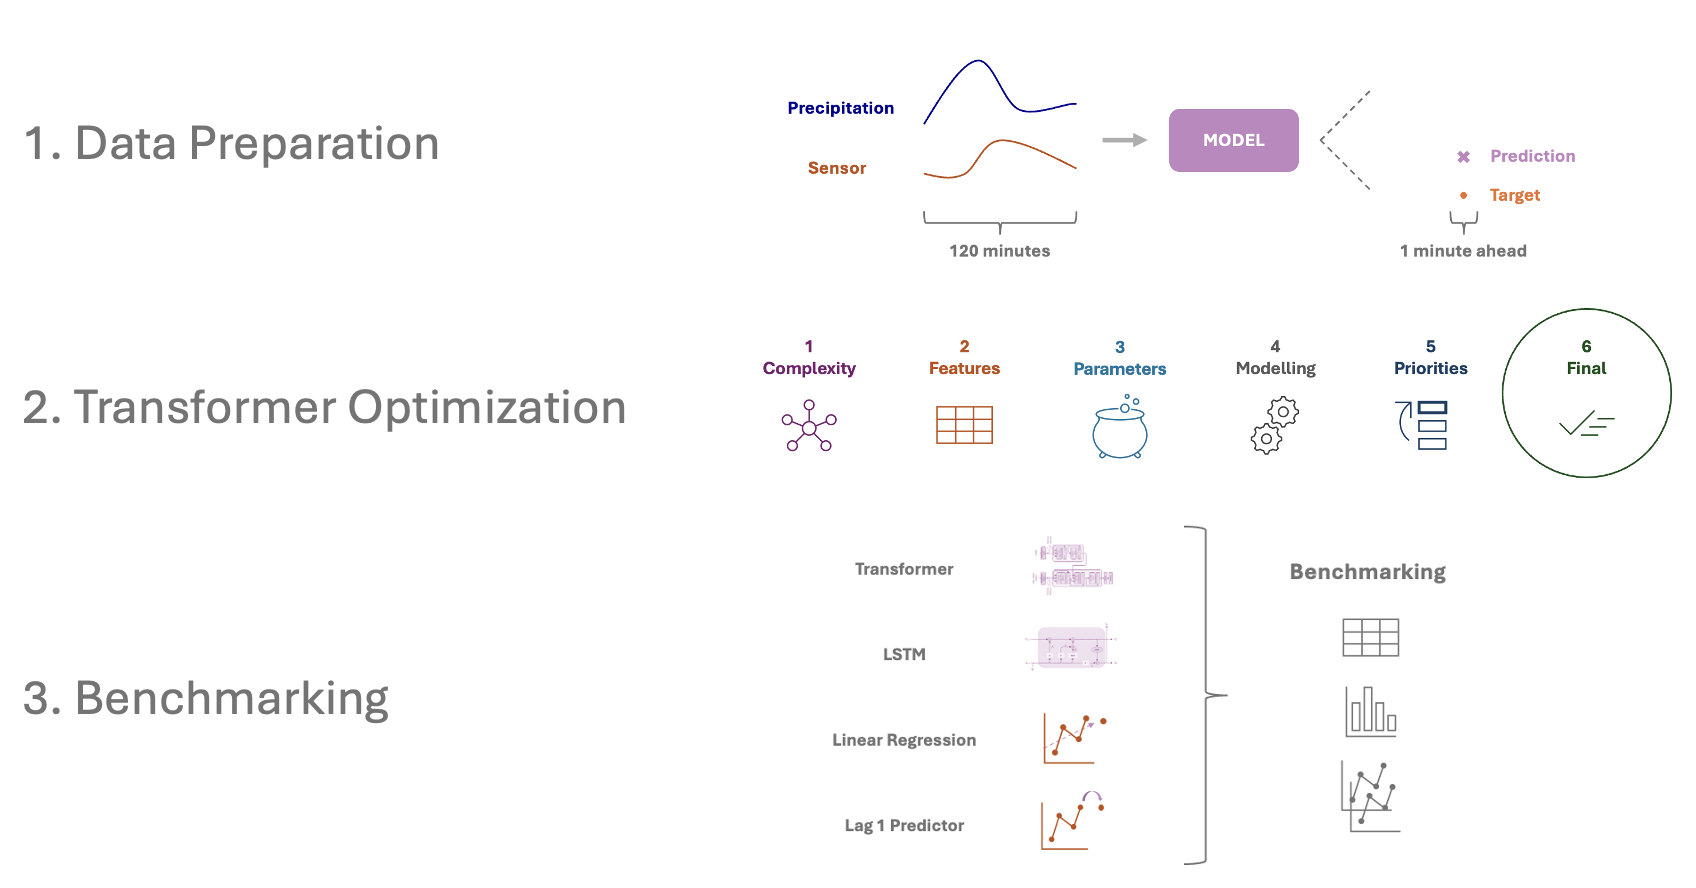 1. Data Preparation
Precipitation
Sensor
120 minutes
MODEL
Prediction
Target
1 minute ahead
2. Transformer Optimization
1
Complexity
2
Features
3
Parameters
4
Modelling
5
Priorities
6
Final
3. Benchmarking
Transformer
LSTM
Linear Regression
Lag 1 Predictor
Benchmarking